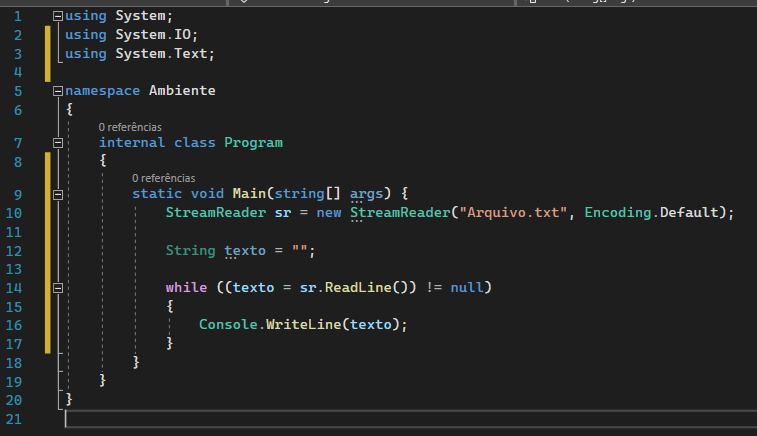 1 using System;
2 using System.IO;
3 using System.Text;
4
5 namespace Ambiente
6 {
0 referências
7 internal class Program
8 {
0 referências
9 static void Main(string[] args) {
10 StreamReader sr = new StreamReader("Arquivo.txt", Encoding.Default);
11
12 String texto = "";
13
14 while ((texto = sr.ReadLine()) != null)
15 {
16 Console.WriteLine(texto);
17 }
18 }
19 }
20 }
21